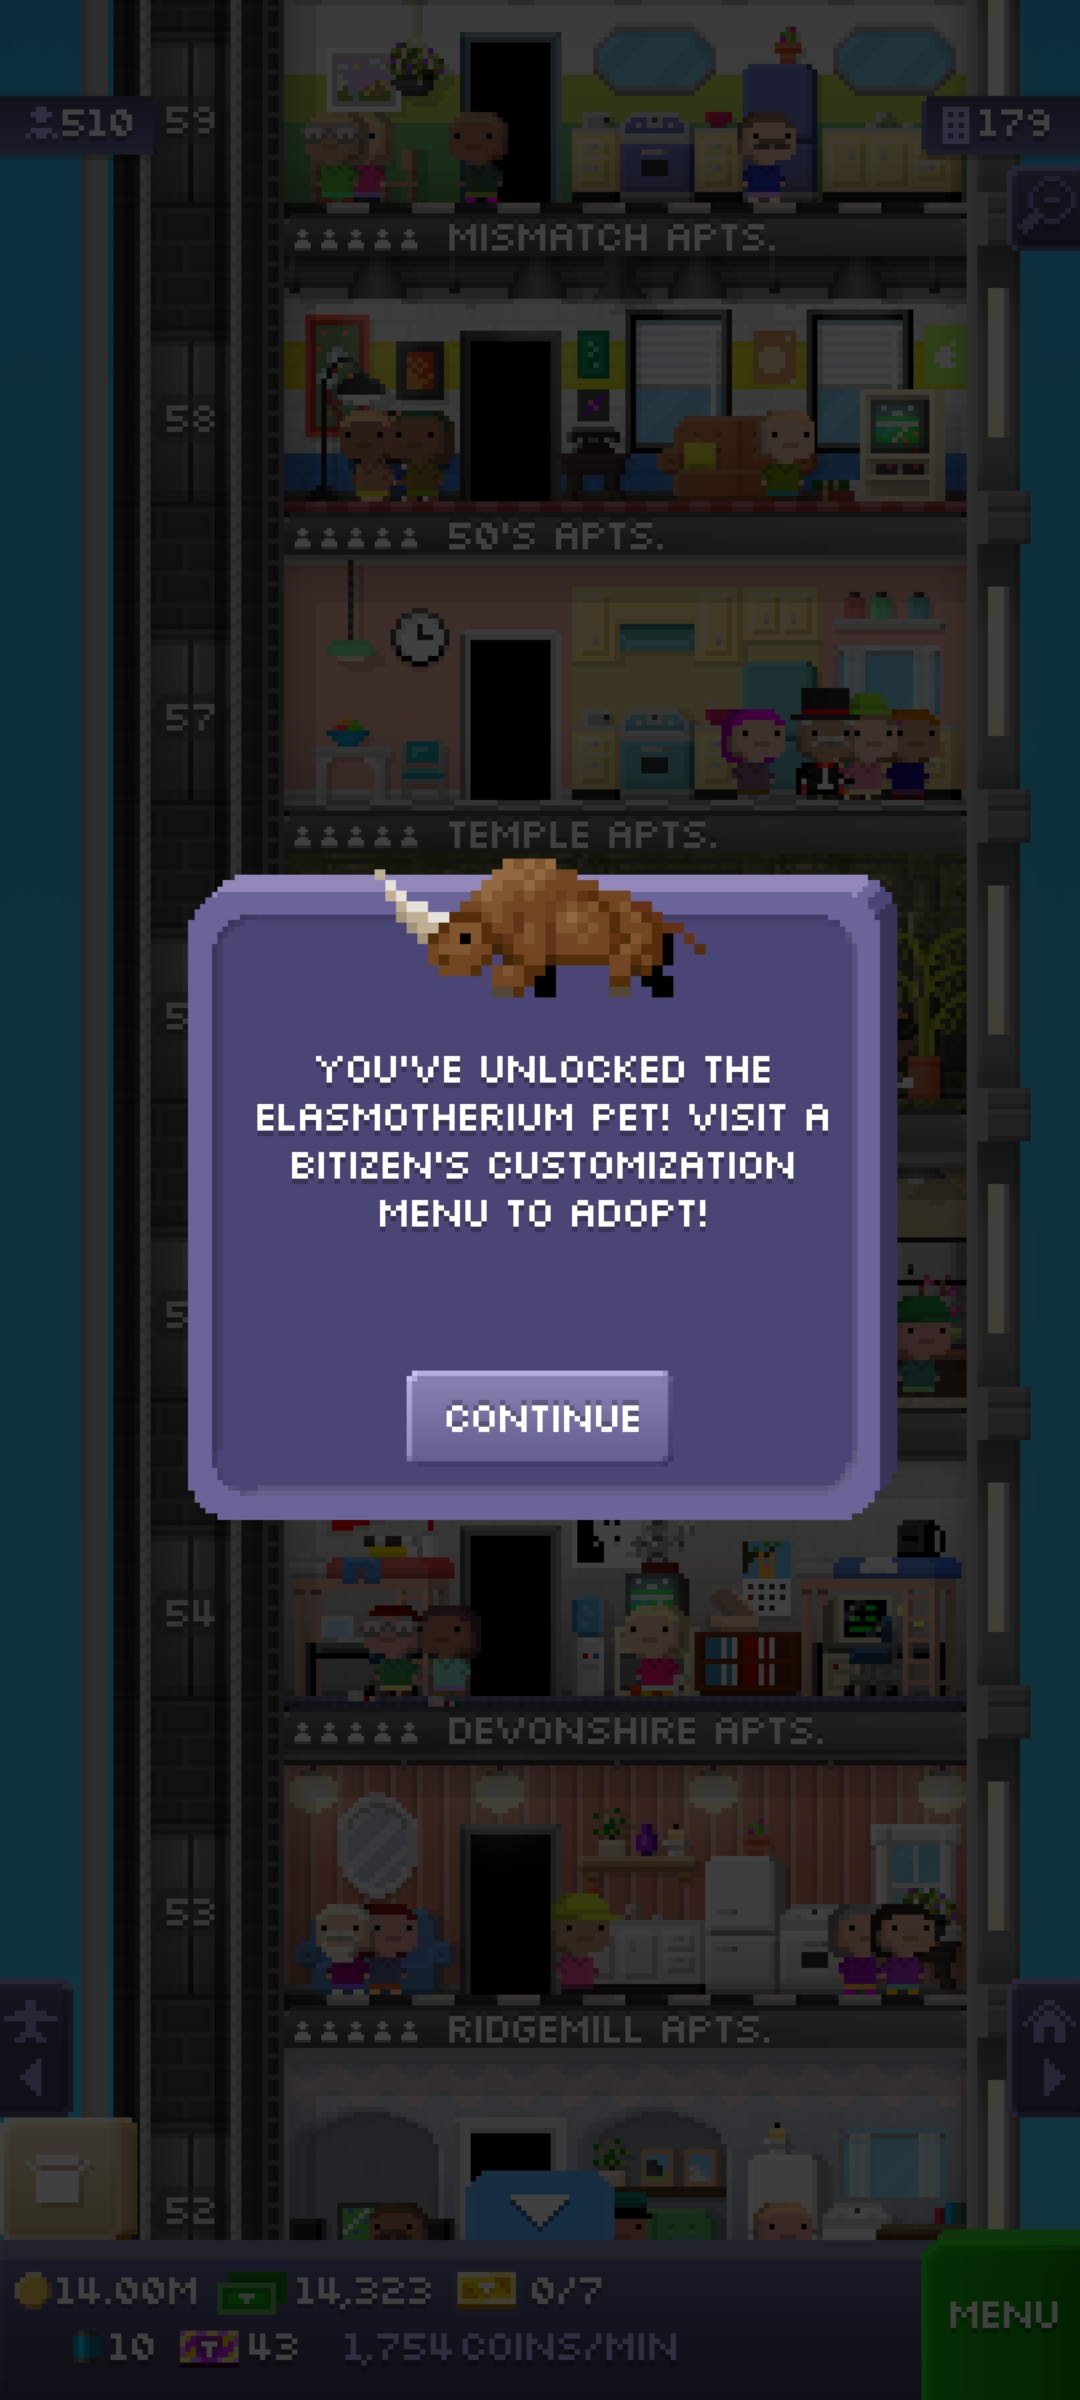 510
59
179
MISMATCH APTS.
58
50'S APTS.
57
TEMPLE APTS.
YOU'VE UNLOCKED THE
ELASMOTHERIUM PET! VISIT A
BITIZEN'S CUSTOMIZATION
MENU TO ADOPT!
CONTINUE
54
DEVONSHIRE APTS.
53
RIDGEMILL APTS.
52
14.00M 14,323 0/7
MENU
10 T 43 1,754 COINS/MIN